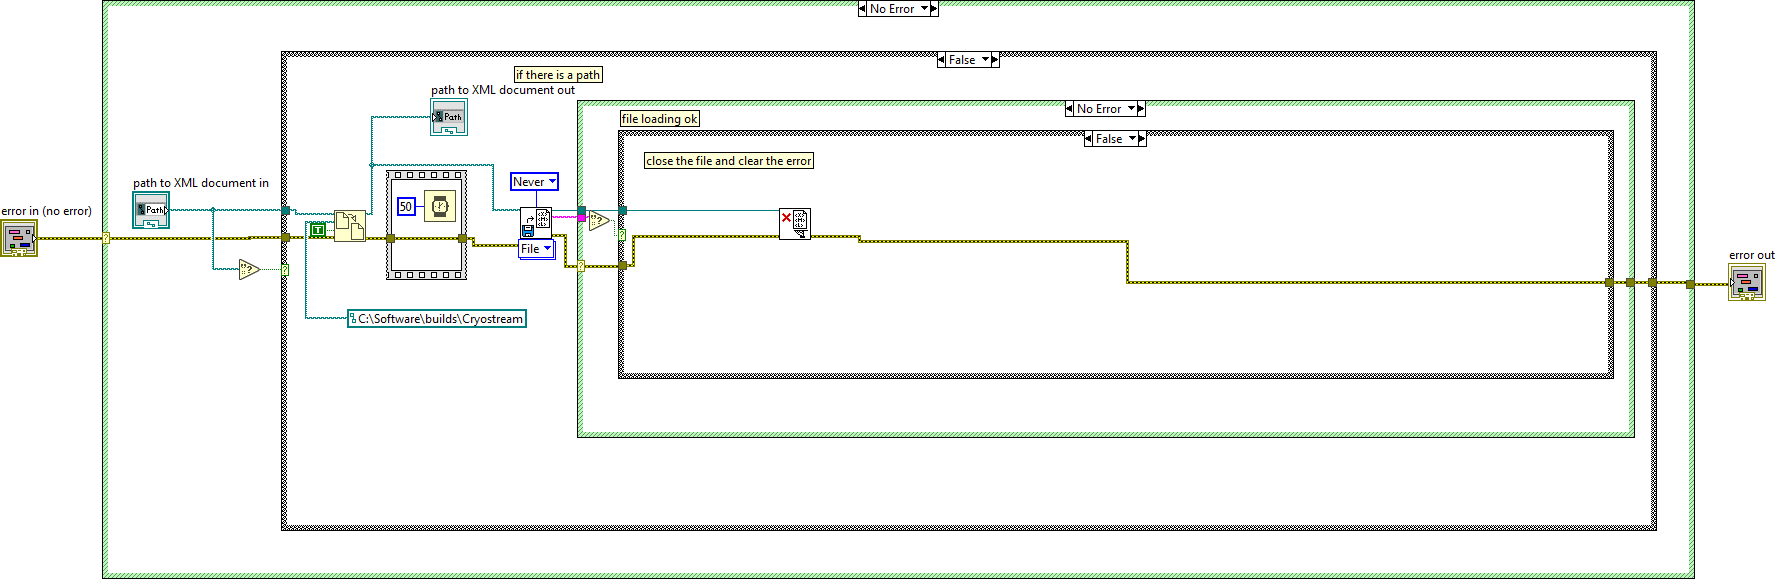 No Error
False
if there is a path
path to XML document out
Path
No Error
file loading ok
False
close the file and clear the error
path to XML document in
Path
Never
error in (no error)
50
T
File
error out
C:\Software\builds\Cryostream